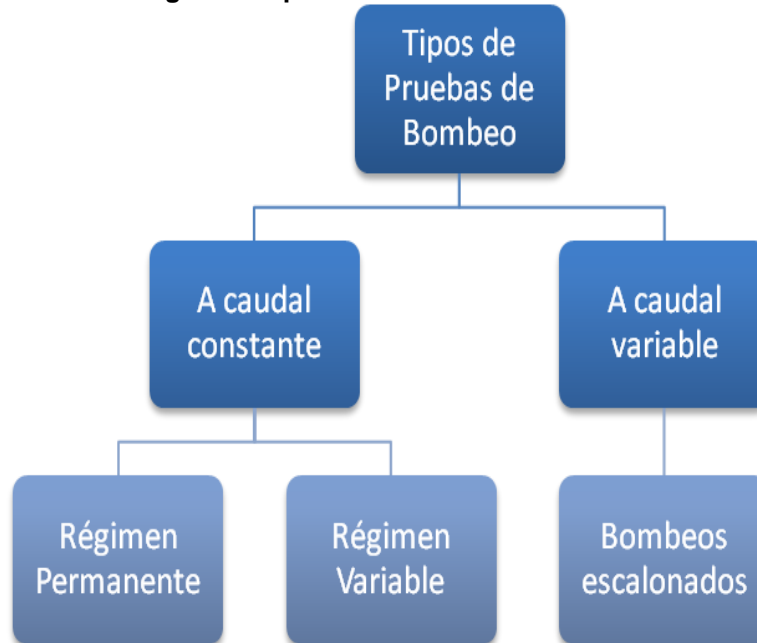 Tipos de
Pruebas de
Bombeo
A caudal
constante
A caudal
variable
Régimen
Permanente
Régimen
Variable
Bombeos
escalonados